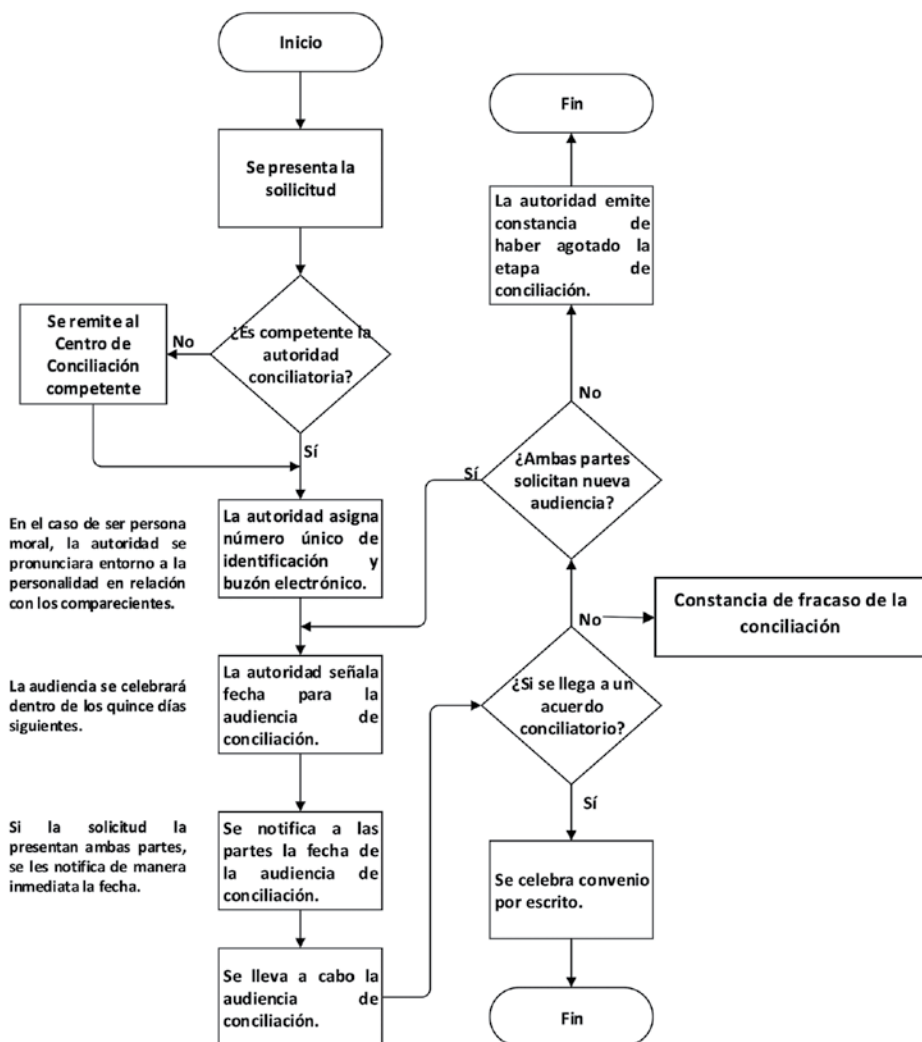 Inicio
Se presenta la
soilicitud
¿Es competente la
autoridad
conciliatoria?
No
Se remite al
Centro de
Conciliación
competente
Sí
En el caso de ser persona
moral, la autoridad se
pronunciara entorno a la
personalidad en relación
con los comparecientes.
La autoridad asigna
número único de
identificación y
buzón electrónico.
La audiencia se celebrará
dentro de los quince días
siguientes.
La autoridad señala
fecha para la
audiencia de
conciliación.
Si la solicitud la
presentan ambas partes,
se les notifica de manera
inmediata la fecha.
Se notifica a las
partes la fecha de
la audiencia de
conciliación.
Se lleva a cabo la
audiencia de
conciliación.
Fin
La autoridad emite
constancia de
haber agotado la
etapa de
conciliación.
No
¿Ambas partes
solicitan nueva
audiencia?
Sí
No
Constancia de fracaso de la
conciliación
¿Si se llega a un
acuerdo
conciliatorio?
Sí
Se celebra convenio
por escrito.
Fin